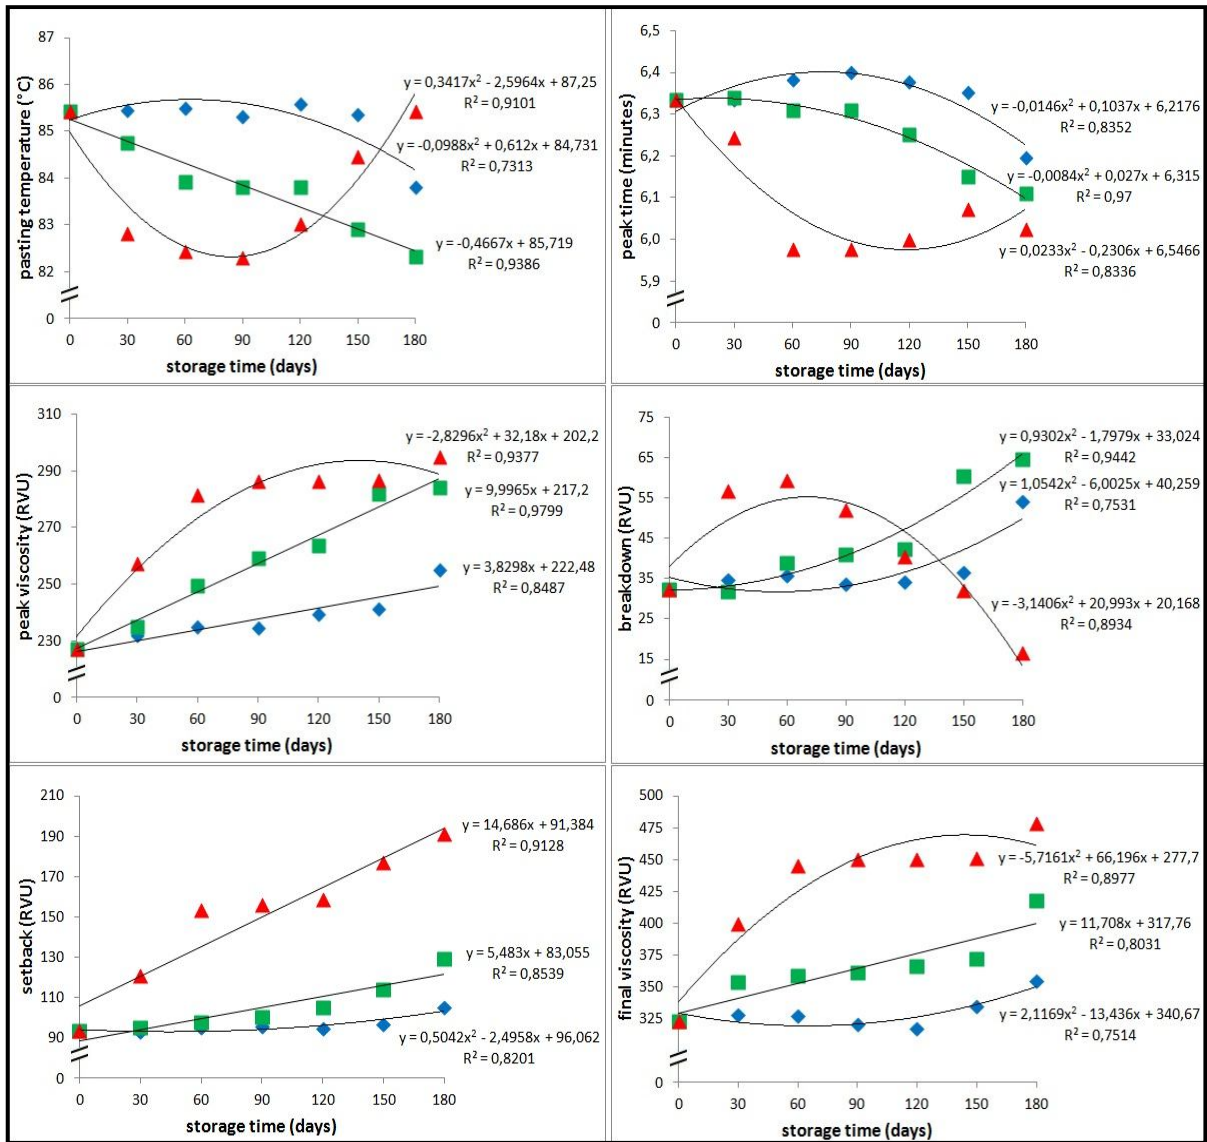 pasting temperature (°C)
87
86
85
84
83
82
0
0 30 60 90 120 150 180
storage time (days)
y = 0,3417x² - 2,5964x + 87,25
R² = 0,9101
y = -0,0988x² + 0,612x + 84,731
R² = 0,7313
y = -0,4667x + 85,719
R² = 0,9386
peak time (minutes)
6,5
6,4
6,3
6,2
6,1
6,0
5,9
0
0 30 60 90 120 150 180
storage time (days)
y = -0,0146x² + 0,1037x + 6,2176
R² = 0,8352
y = -0,0084x² + 0,027x + 6,315
R² = 0,97
y = 0,0233x² - 0,2306x + 6,5466
R² = 0,8336
peak viscosity (RVU)
310
290
270
250
230
0
0 30 60 90 120 150 180
storage time (days)
y = -2,8296x² + 32,18x + 202,2
R² = 0,9377
y = 9,9965x + 217,2
R² = 0,9799
y = 3,8298x + 222,48
R² = 0,8487
breakdown (RVU)
75
65
55
45
35
25
15
0
0 30 60 90 120 150 180
storage time (days)
y = 0,9302x² - 1,7979x + 33,024
R² = 0,9442
y = 1,0542x² - 6,0025x + 40,259
R² = 0,7531
y = -3,1406x² + 20,993x + 20,168
R² = 0,8934
setback (RVU)
210
190
170
150
130
110
90
0
0 30 60 90 120 150 180
storage time (days)
y = 14,686x + 91,384
R² = 0,9128
y = 5,483x + 83,055
R² = 0,8539
y = 0,5042x² - 2,4958x + 96,062
R² = 0,8201
final viscosity (RVU)
500
475
450
425
400
375
350
325
0
0 30 60 90 120 150 180
storage time (days)
y = -5,7161x² + 66,196x + 277,7
R² = 0,8977
y = 11,708x + 317,76
R² = 0,8031
y = 2,1169x² - 13,436x + 340,67
R² = 0,7514